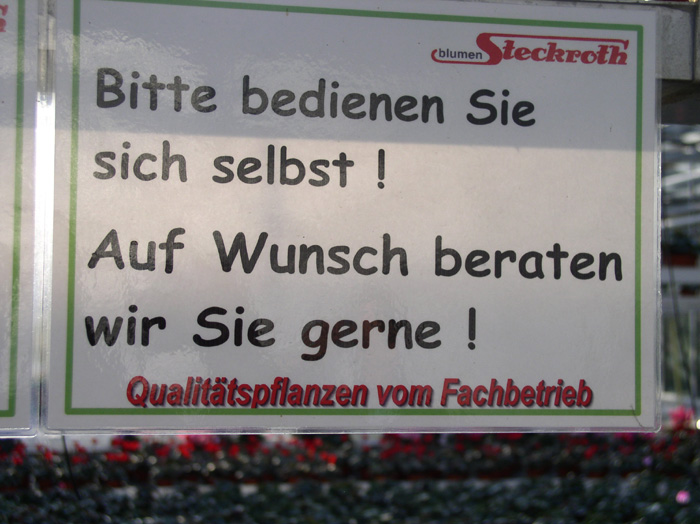 blumen Steckroth
Bitte bedienen Sie
sich selbst !
Auf Wunsch beraten
wir Sie gerne !
Qualitätspflanzen vom Fachbetrieb